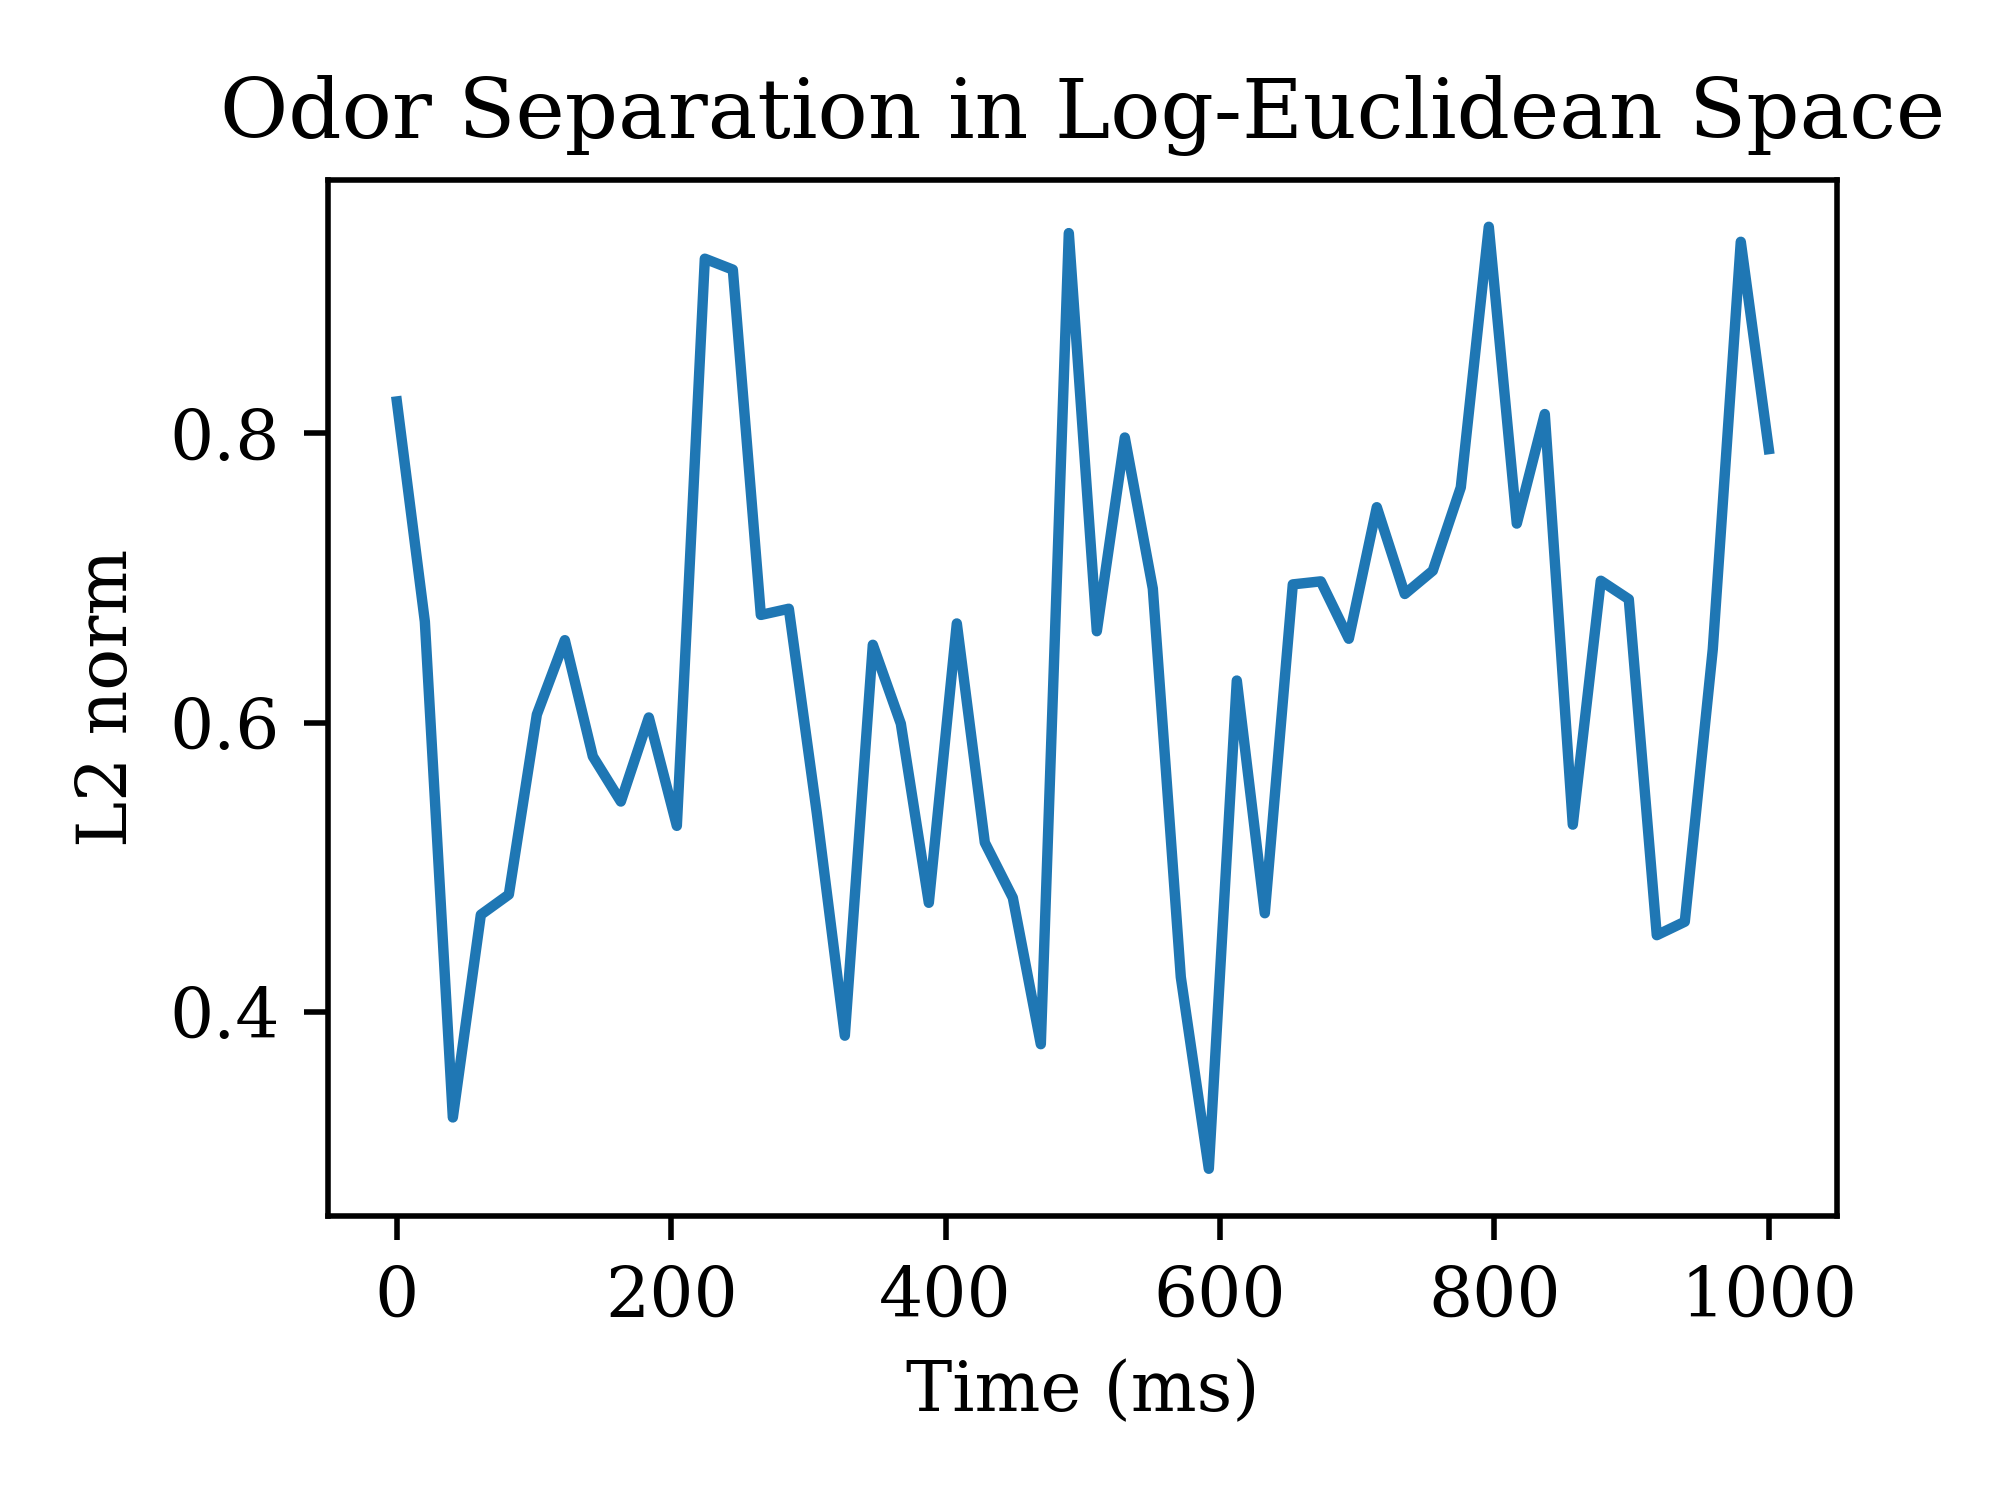 Odor Separation in Log-Euclidean Space
L2 norm
0.8
0.6
0.4
0 200 400 600 800 1000
Time (ms)